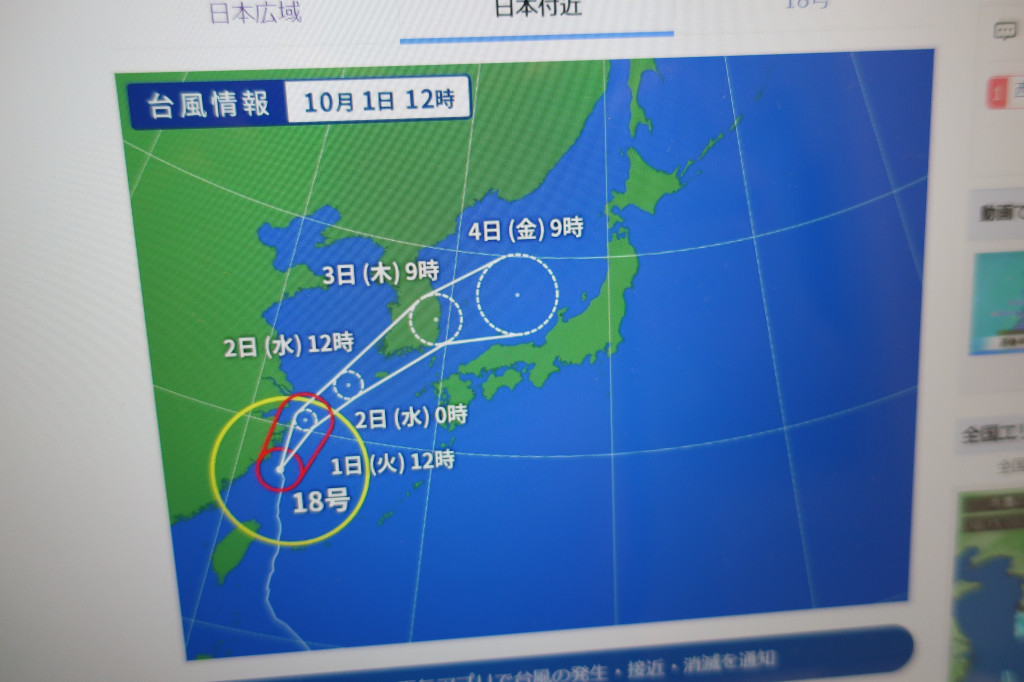 日本広域
日本付近
18号
台風情報
10月1日 12時
4日(金)9時
3日(木)9時
2日(水)12時
2日(水)0時
1日(火)12時
18号
1
動画で
全国エリ
全国
で台風の発生・接近・消滅を通知